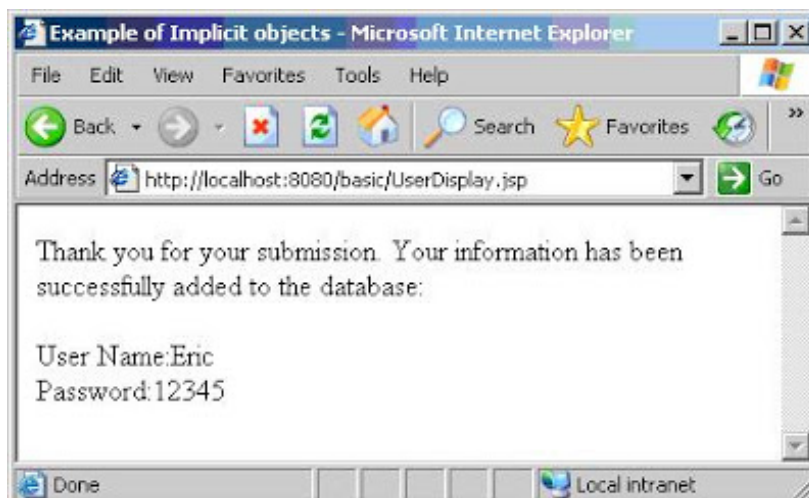 Example of Implicit objects - Microsoft Internet Explorer
File Edit View Favorites Tools Help
Back Search Favorites »
Address http://localhost:8080/basic/UserDisplay.jsp Go
Thank you for your submission. Your information has been
successfully added to the database:
User Name:Eric
Password:12345
Done Local intranet